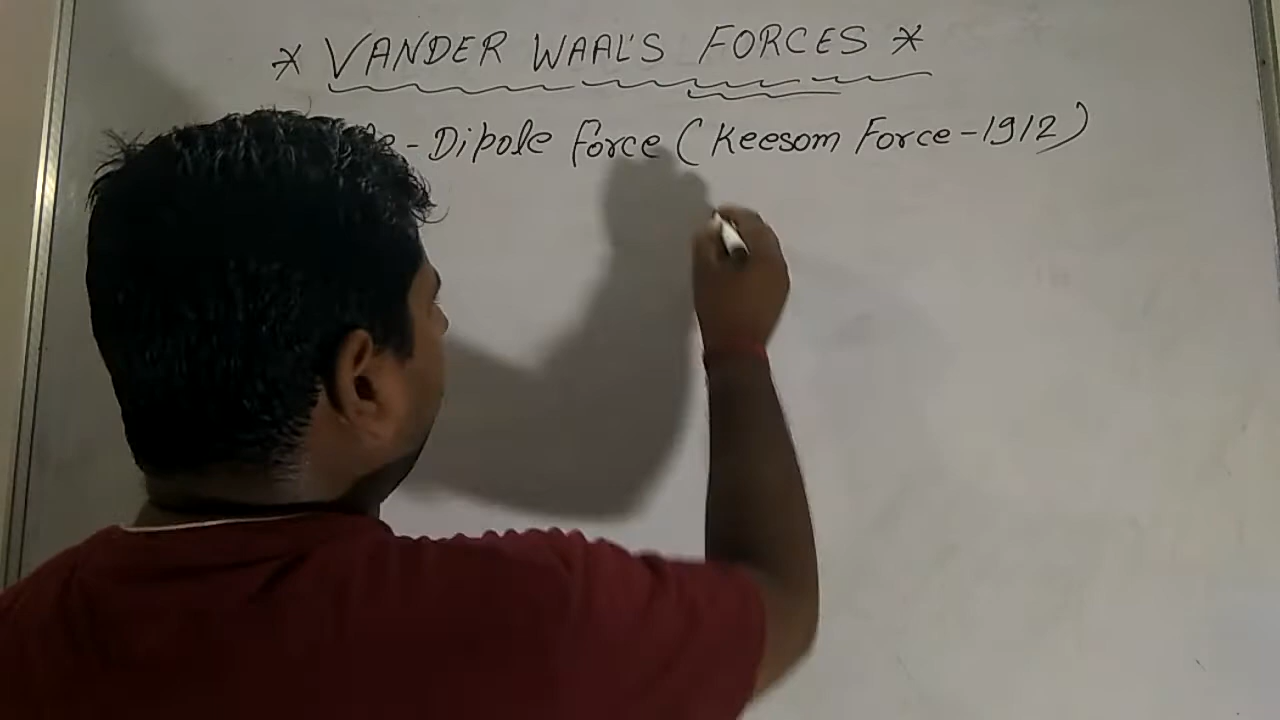 * VANDER WAAL'S FORCES *
-Dipole force (Keesom Force-1912)